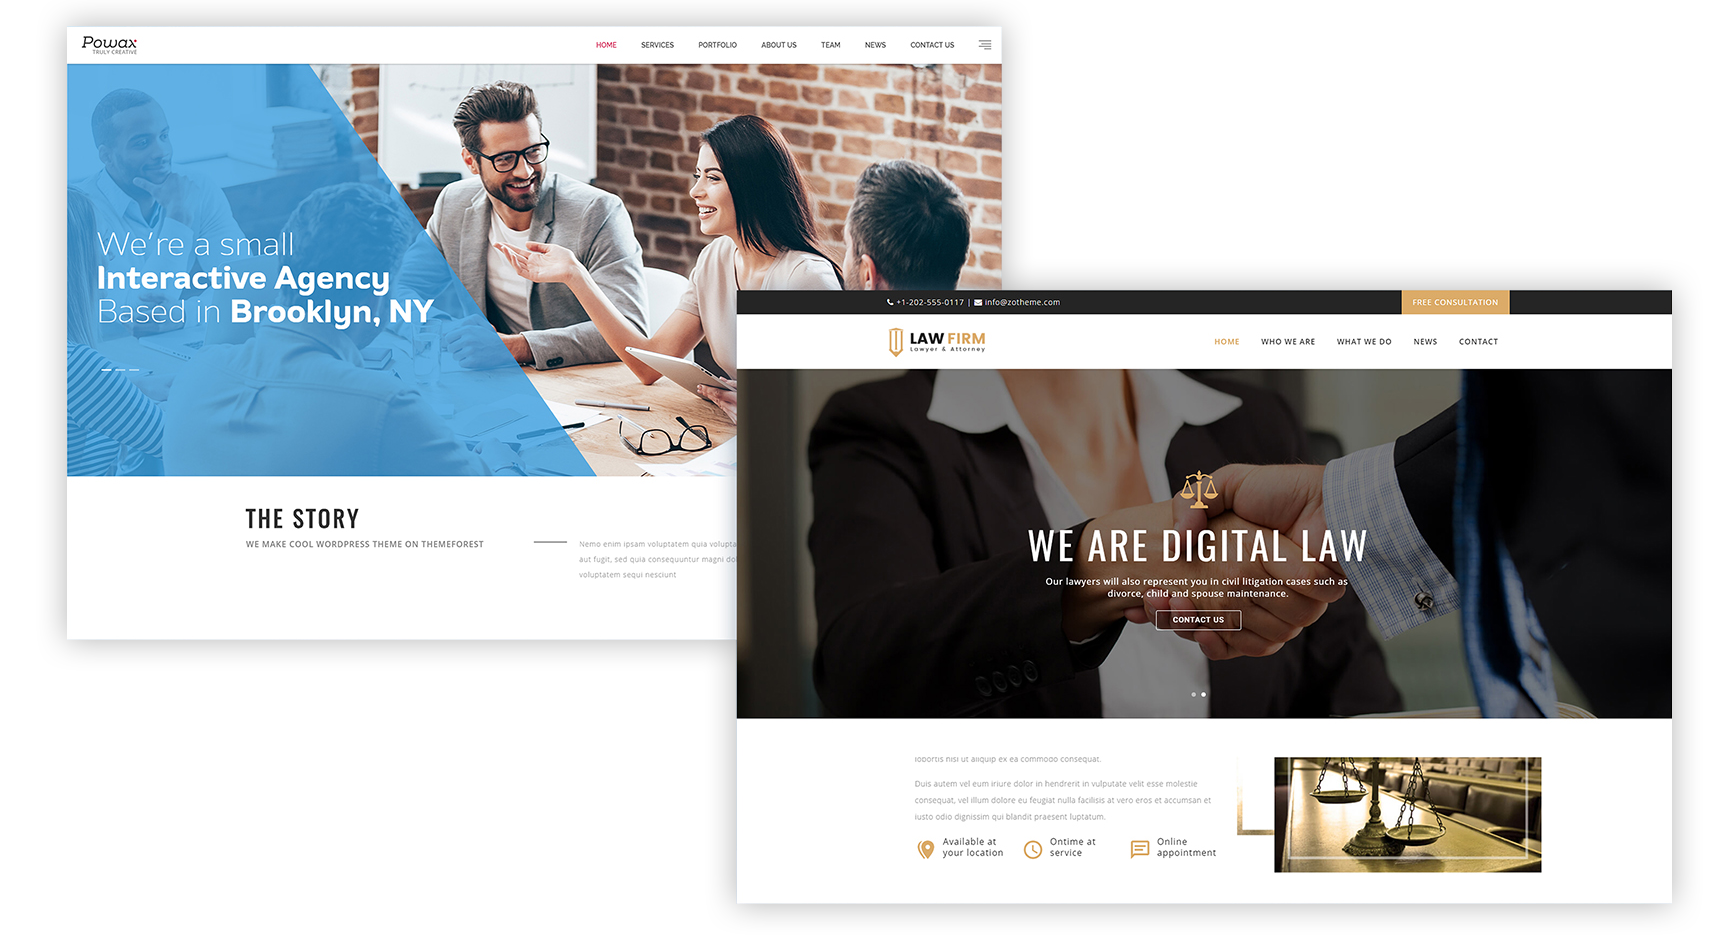 Powax
TRULY CREATIVE
HOME SERVICES PORTFOLIO ABOUT US TEAM NEWS CONTACT US
We're a small
Interactive Agency
Based in Brooklyn, NY
THE STORY
WE MAKE COOL WORDPRESS THEME ON THEMEFOREST
Nemo enim ipsam voluptatem quia
aut fugit, sed quia consequuntur magni
voluptatem sequi nesciunt
+1-202-555-0117 | info@zotheme.com
FREE CONSULTATION
LAW FIRM
Lawyer & Attorney
HOME WHO WE ARE WHAT WE DO NEWS CONTACT
WE ARE DIGITAL LAW
Our lawyers will also represent you in civil litigation cases such as
divorce, child and spouse maintenance.
CONTACT US
lobortis nisl ut aliquip ex ea commodo consequat.
Duis autem vel eum iriure dolor in hendrerit in vulputate velit esse molestie
consequat, vel illum dolore eu feugiat nulla facilisis at vero eros et accumsan et
iusto odio dignissim qui blandit praesent luptatum.
Available at
your location
Ontime at
service
Online
appointment